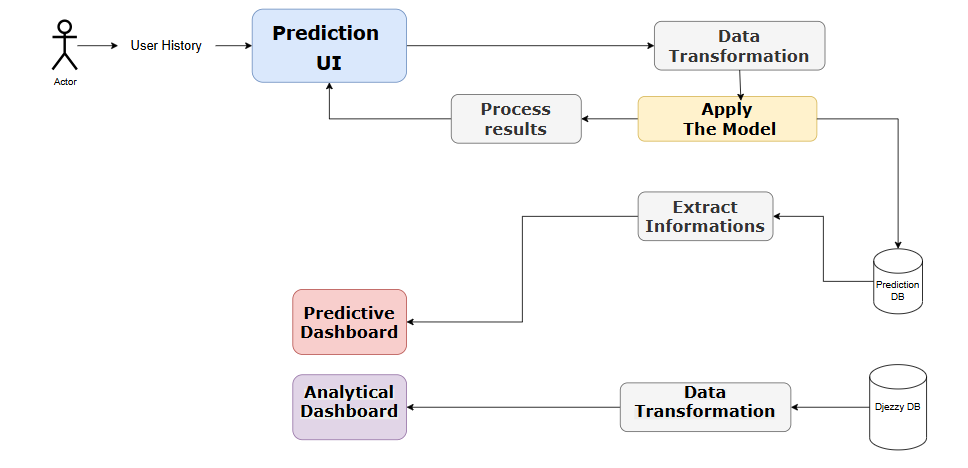 Actor
User History
Prediction
UI
Data
Transformation
Process
results
Apply
The Model
Extract
Informations
Prediction
DB
Predictive
Dashboard
Analytical
Dashboard
Data
Transformation
Djezzy DB